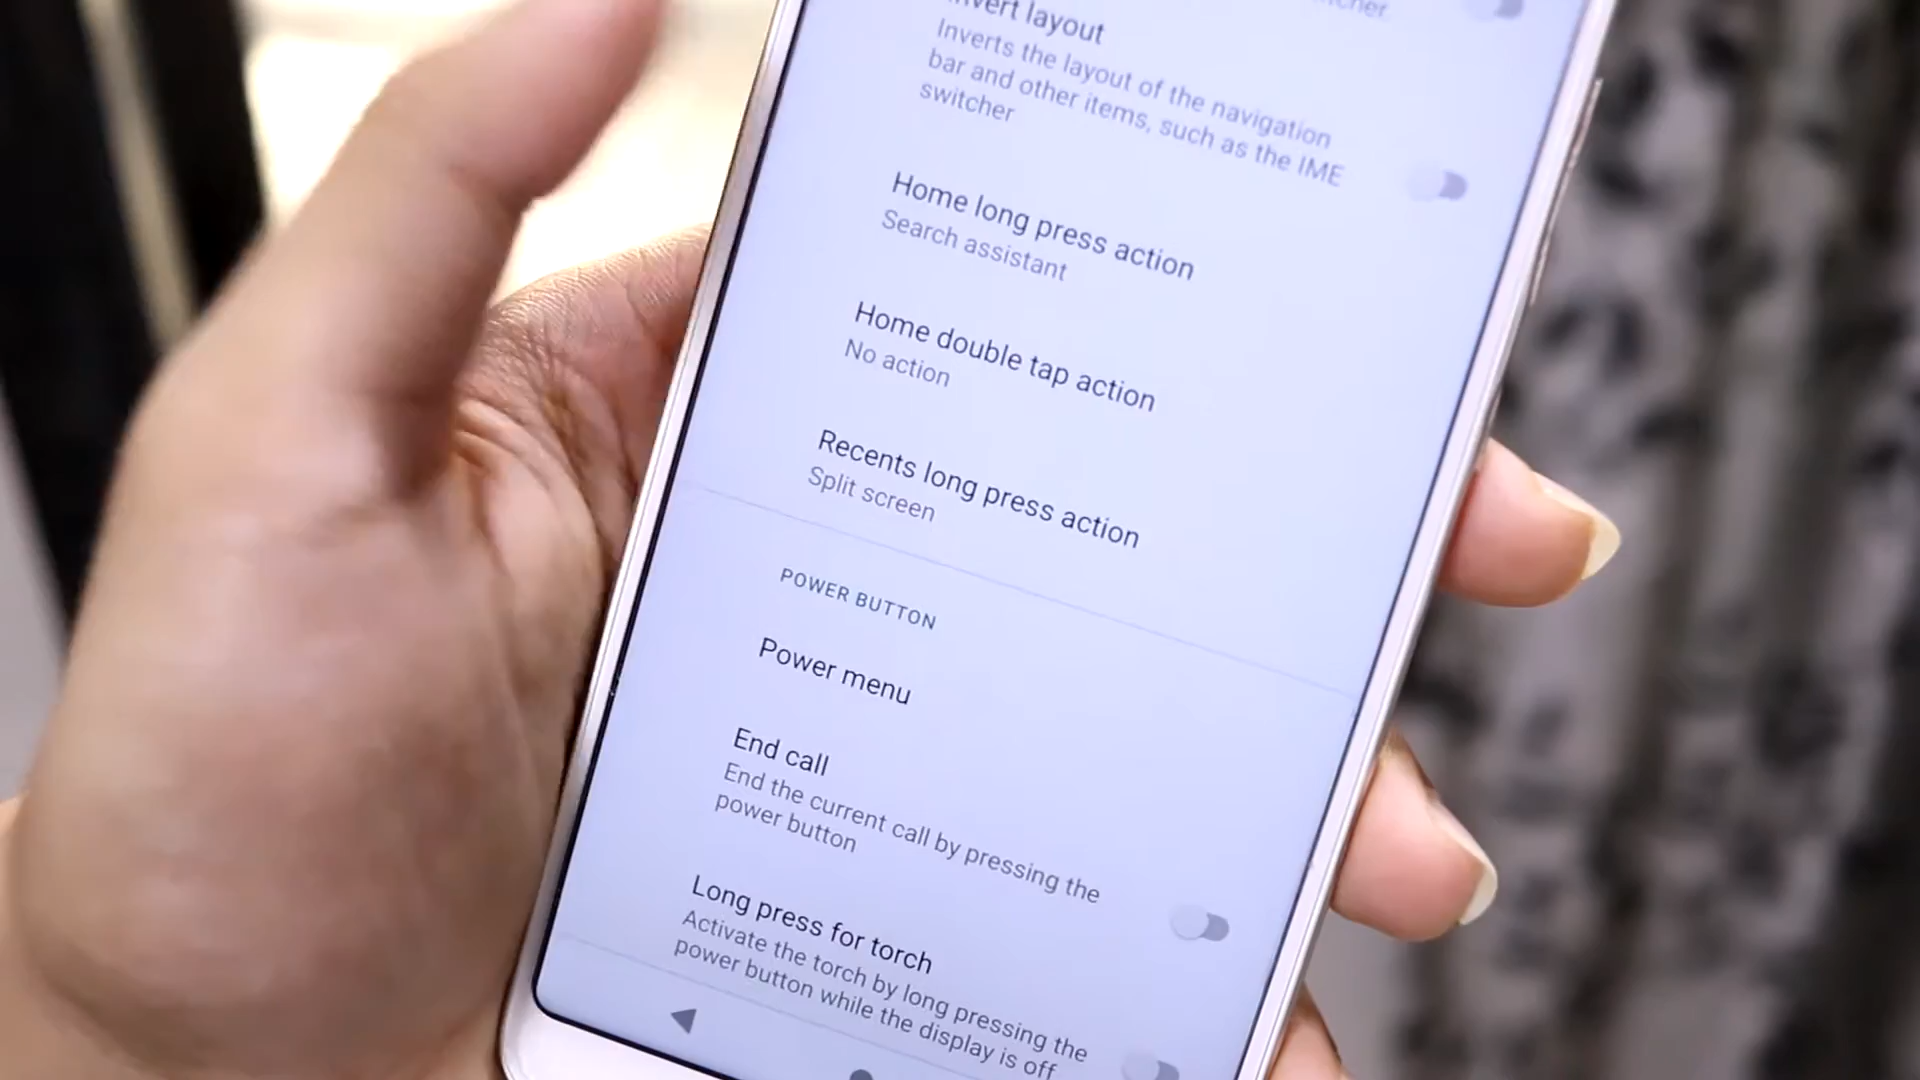 layout
Inverts the layout of the navigation
bar and other items, such as the IME
switcher
Home long press action
Search assistant
Home double tap action
No action
Recents long press action
Split screen
POWER BUTTON
Power menu
End call
End the current call by pressing the
power button
Long press for torch
Activate the torch by long pressing the
power button while the display is off